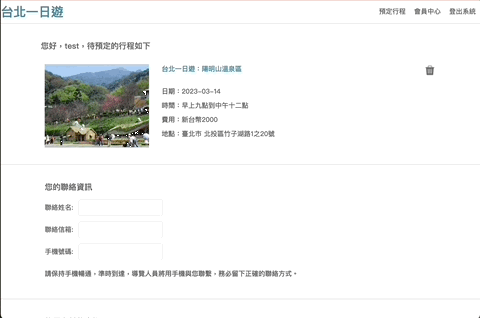 台北一日遊
預定行程 會員中心 登出系統
您好，test，待預定的行程如下
台北一日遊：陽明山溫泉區
日期：2023-03-14
時間：早上九點到中午十二點
費用：新台幣2000
地點：臺北市 北投區竹子湖路1之20號
您的聯絡資訊
聯絡姓名:
聯絡信箱:
手機號碼:
請保持手機暢通，準時到達，導覽人員將用手機與您聯繫，務必留下正確的聯絡方式。